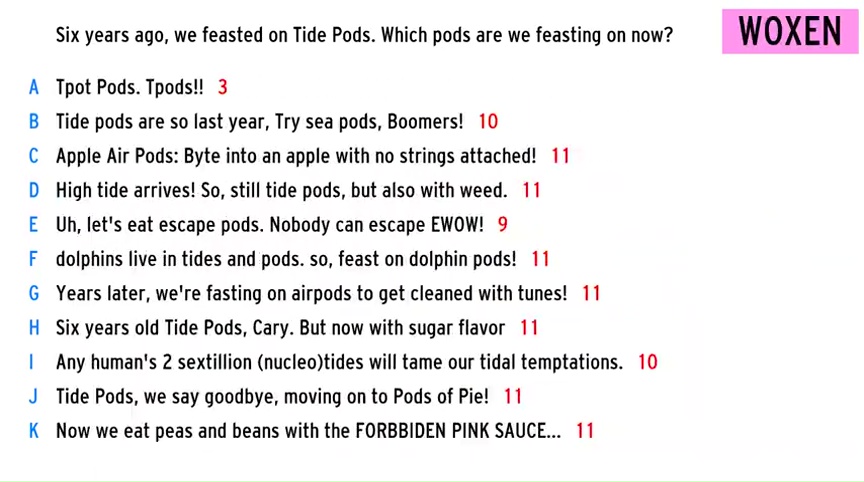 Six years ago, we feasted on Tide Pods. Which pods are we feasting on now?
WOXEN
A Tpot Pods. Tpods!! 3
B Tide pods are so last year, Try sea pods, Boomers! 10
C Apple Air Pods: Byte into an apple with no strings attached! 11
D High tide arrives! So, still tide pods, but also with weed. 11
E Uh, let's eat escape pods. Nobody can escape EWOW! 9
F dolphins live in tides and pods. so, feast on dolphin pods! 11
G Years later, we're fasting on airpods to get cleaned with tunes! 11
H Six years old Tide Pods, Cary. But now with sugar flavor 11
I Any human's 2 sextillion (nucleo)tides will tame our tidal temptations. 10
J Tide Pods, we say goodbye, moving on to Pods of Pie! 11
K Now we eat peas and beans with the FORBBIDEN PINK SAUCE... 11